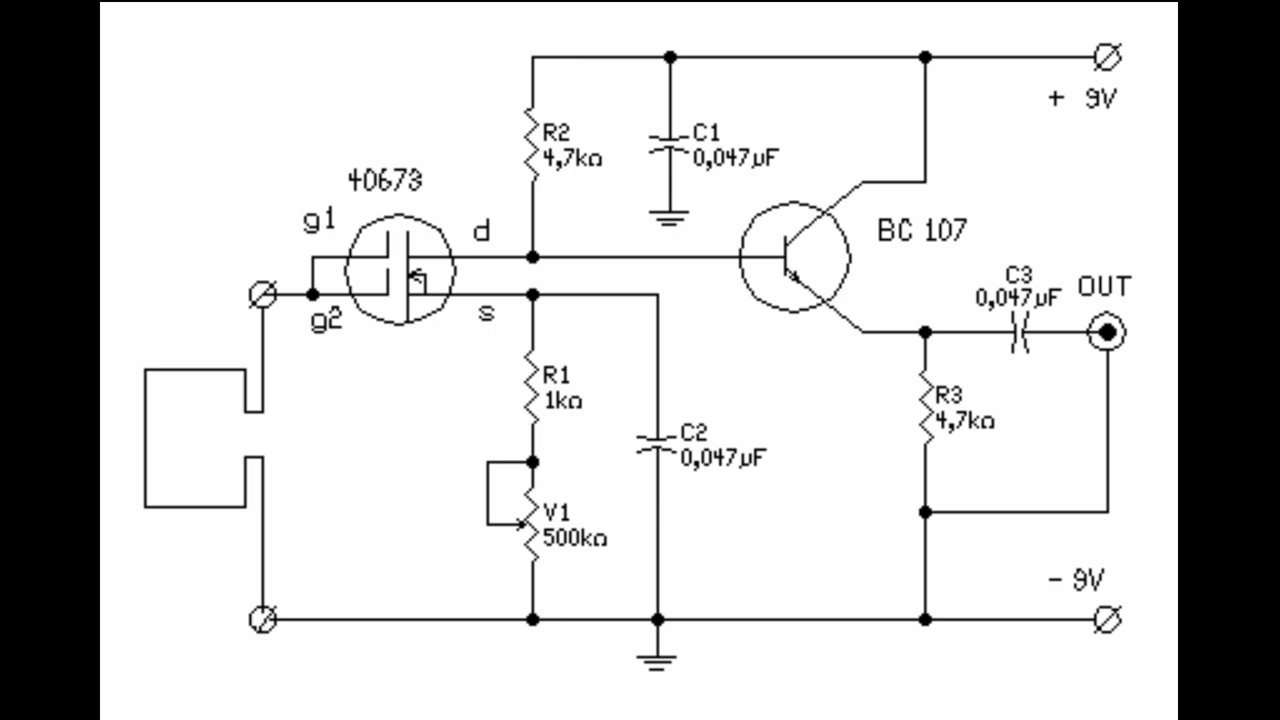 + 9V
R2
4,7kΩ
C1
0,047µF
40673
g1
d
BC 107
C3
0,047µF
OUT
g2
s
R1
1kΩ
R3
4,7kΩ
C2
0,047µF
V1
500kΩ
- 9V